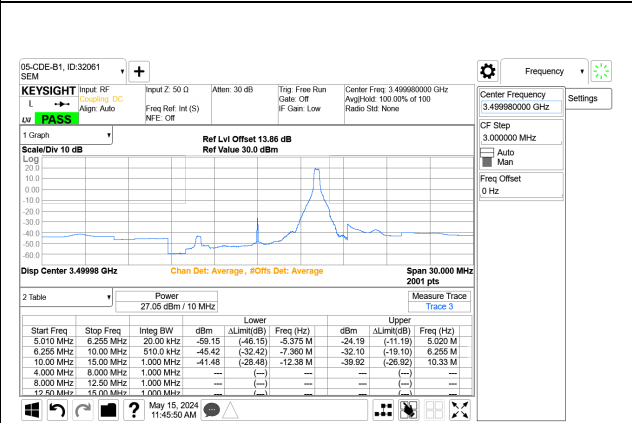 05-CDE-B1, ID:32061
SEM
Frequency
KEYSIGHT
L
PASS
Input: RF
Coupling: DC
Align: Auto
Input Z: 50 Ω
Freq Ref: Int (S)
NFE: Off
Atten: 30 dB
Trig: Free Run
Gate: Off
IF Gain: Low
Center Freq: 3.499980000 GHz
Avg|Hold: 100.00% of 100
Radio Std: None
Center Frequency
3.499980000 GHz
Settings
CF Step
3.000000 MHz
Auto
Man
Freq Offset
0 Hz
1 Graph
Scale/Div 10 dB
Ref Lvl Offset 13.86 dB
Ref Value 30.0 dBm
Log
20.0
10.0
0.00
-10.0
-20.0
-30.0
-40.0
-50.0
-60.0
Disp Center 3.49998 GHz
Chan Det: Average , #Offs Det: Average
Span 30.000 MHz
2001 pts
2 Table
Power
27.05 dBm / 10 MHz
Measure Trace
Trace 3
Lower Upper
Start Freq Stop Freq Integ BW dBm ΔLimit(dB) Freq (Hz) dBm ΔLimit(dB) Freq (Hz)
5.010 MHz 6.255 MHz 20.00 kHz -59.15 (-46.15) -5.375 M -24.19 (-11.19) 5.020 M
6.255 MHz 10.00 MHz 510.0 kHz -45.42 (-32.42) -7.360 M -32.10 (-19.10) 6.255 M
10.00 MHz 15.00 MHz 1.000 MHz -41.48 (-28.48) -12.38 M -39.92 (-26.92) 10.33 M
4.000 MHz 8.000 MHz 1.000 MHz --- (---) --- --- (---) ---
8.000 MHz 12.50 MHz 1.000 MHz --- (---) --- --- (---) ---
12.50 MHz 15.00 MHz 1.000 MHz --- (---) --- --- (---) ---
May 15, 2024
11:45:50 AM